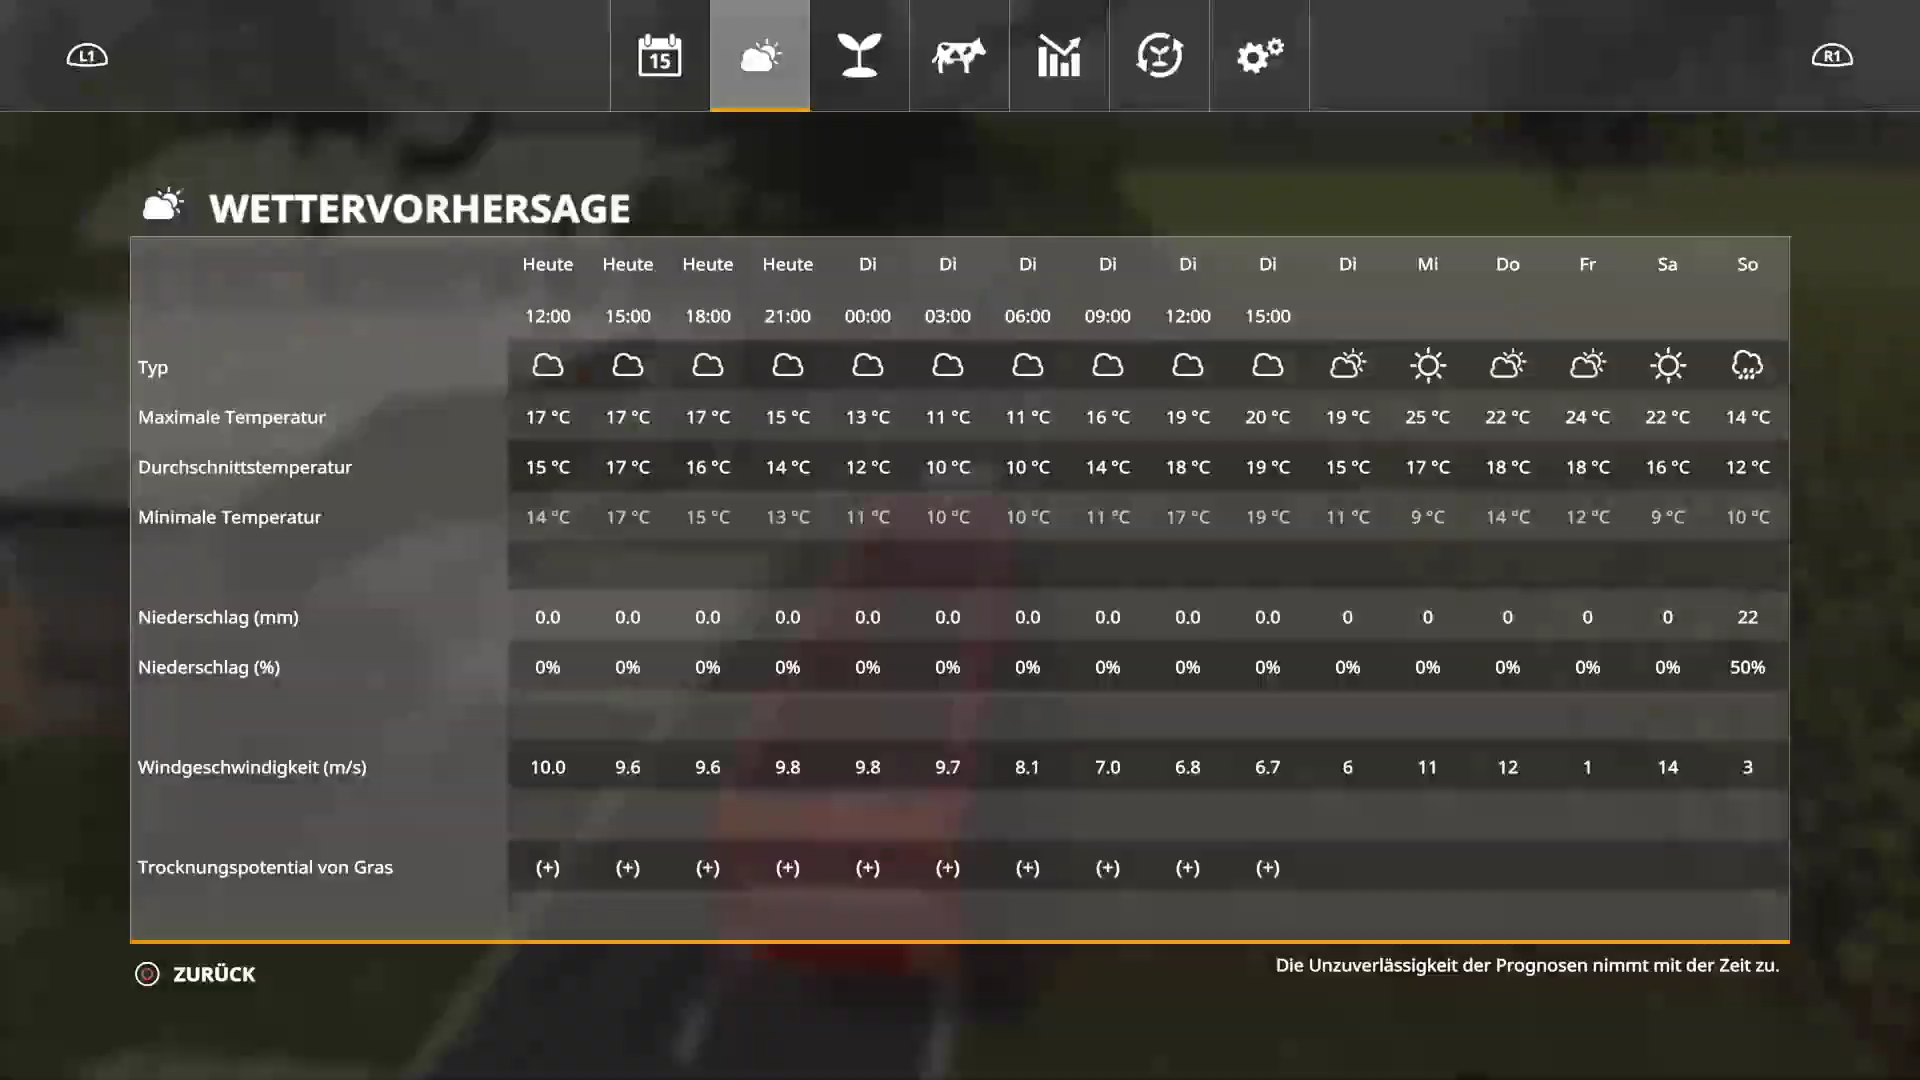 L1
15
R1
WETTERVORHERSAGE
Heute Heute Heute Heute Di Di Di Di Di Di Di Mi Do Fr Sa So
12:00 15:00 18:00 21:00 00:00 03:00 06:00 09:00 12:00 15:00
Typ
Maximale Temperatur 17 °C 17 °C 17 °C 15 °C 13 °C 11 °C 11 °C 16 °C 19 °C 20 °C 19 °C 25 °C 22 °C 24 °C 22 °C 14 °C
Durchschnittstemperatur 15 °C 17 °C 16 °C 14 °C 12 °C 10 °C 10 °C 14 °C 18 °C 19 °C 15 °C 17 °C 18 °C 18 °C 16 °C 12 °C
Minimale Temperatur 14 °C 17 °C 15 °C 13 °C 11 °C 10 °C 10 °C 11 °C 17 °C 19 °C 11 °C 9 °C 14 °C 12 °C 9 °C 10 °C
Niederschlag (mm) 0.0 0.0 0.0 0.0 0.0 0.0 0.0 0.0 0.0 0.0 0 0 0 0 0 22
Niederschlag (%) 0% 0% 0% 0% 0% 0% 0% 0% 0% 0% 0% 0% 0% 0% 0% 50%
Windgeschwindigkeit (m/s) 10.0 9.6 9.6 9.8 9.8 9.7 8.1 7.0 6.8 6.7 6 11 12 1 14 3
Trocknungspotential von Gras (+) (+) (+) (+) (+) (+) (+) (+) (+) (+)
ZURÜCK
Die Unzuverlässigkeit der Prognosen nimmt mit der Zeit zu.